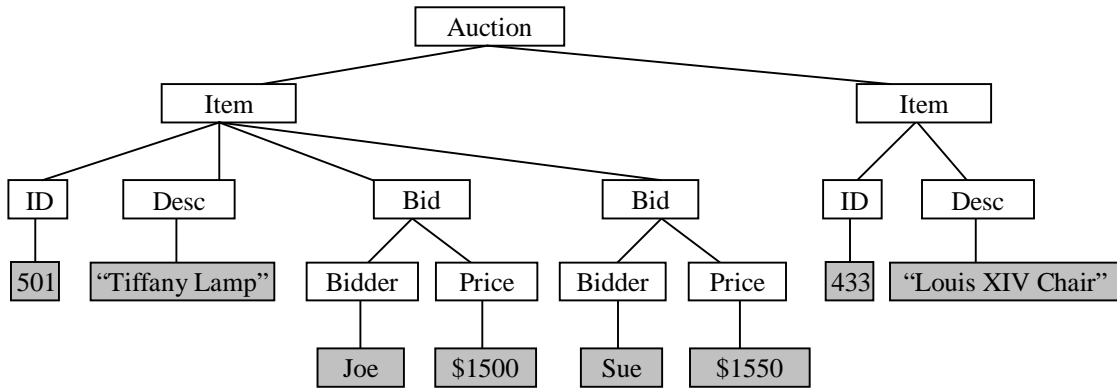 Auction
Item Item
ID Desc Bid Bid ID Desc
501 “Tiffany Lamp” Bidder Price Bidder Price 433 “Louis XIV Chair”
Joe $1500 Sue $1550